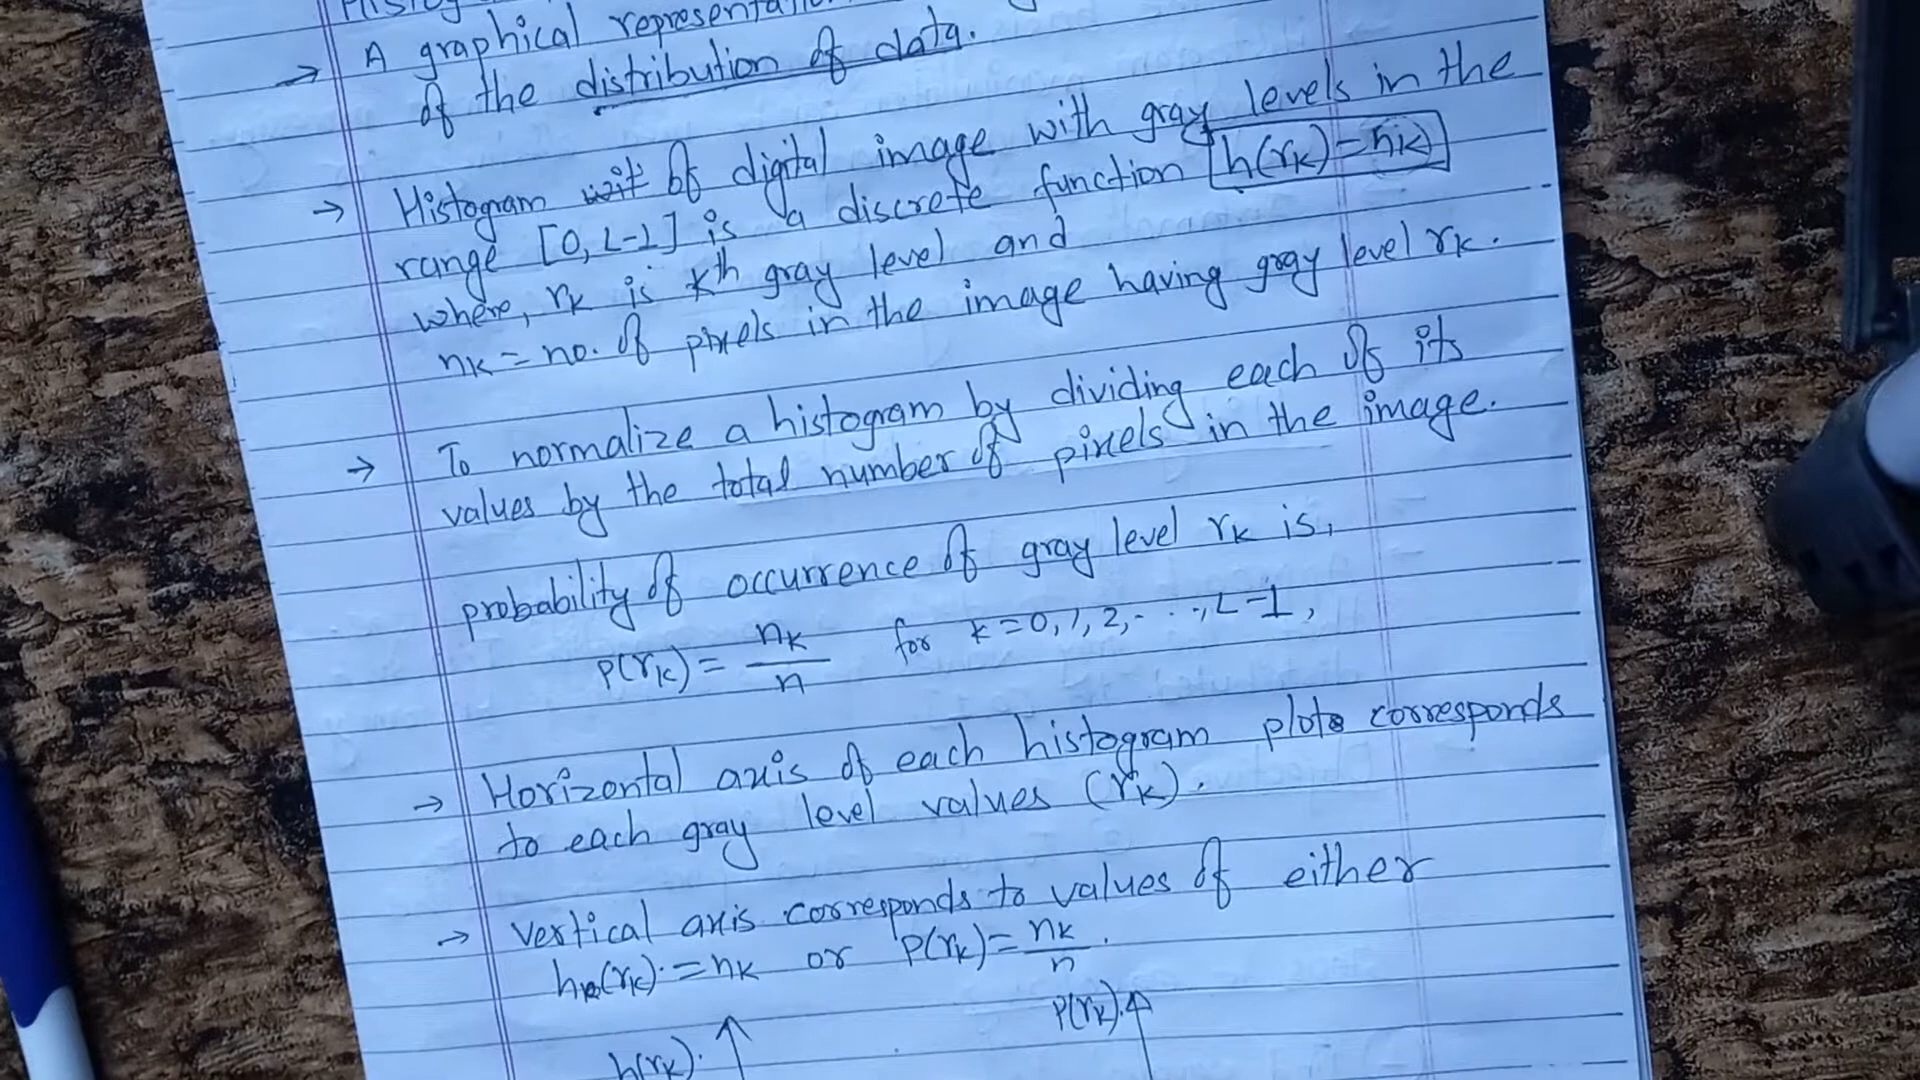 → A graphical representation
of the distribution of data.
→ Histogram of digital image with gray levels in the
range [0, L-1] is a discrete function h(rk) = nk
where, rk is kth gray level and
nk = no. of pixels in the image having gray level rk.
→ To normalize a histogram by dividing each of its
values by the total number of pixels in the image.
probability of occurrence of gray level rk is,
p(rk) = nk/n for k = 0, 1, 2, ..., L-1,
→ Horizontal axis of each histogram plots corresponds
to each gray level values (rk).
→ Vertical axis corresponds to values of either
h(rk) = nk or p(rk) = nk/n.
h(rk). p(rk).